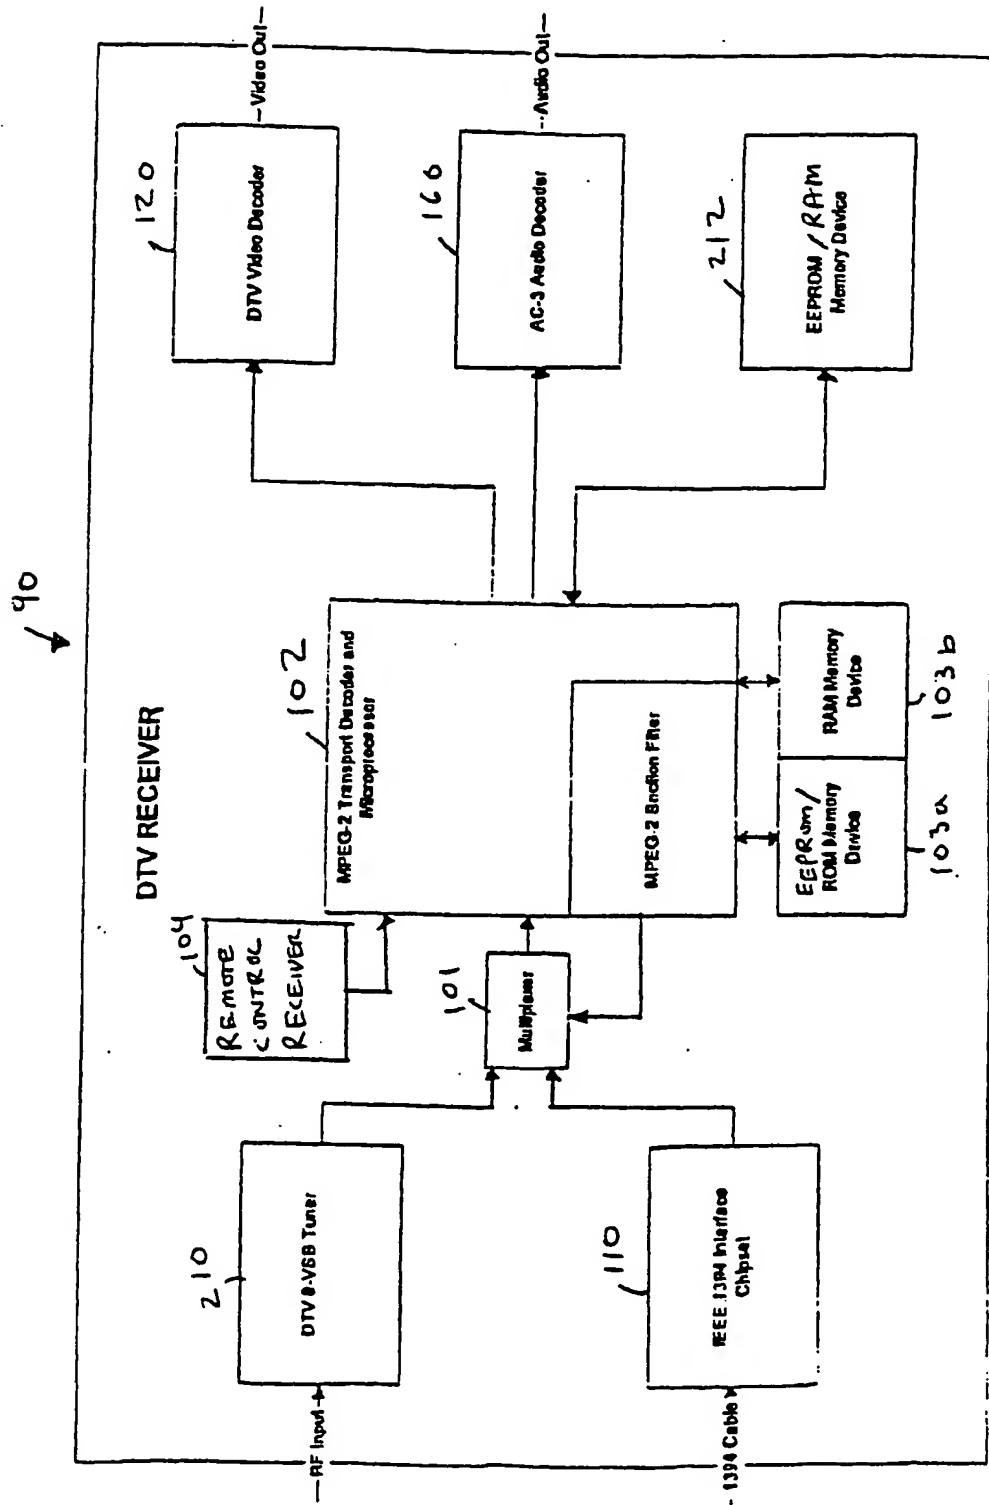 90
DTV RECEIVER
—RF Input
210
DTV 8-VSB Tuner
- 1394 Cable
110
IEEE 1394 Interface
Chipset
104
REMOTE
CONTROL
RECEIVER
101
Multiplexer
102
MPEG-2 Transport Decoder and
Microprocessor
MPEG-2 Section Filter
EEPROM/
ROM Memory
Device
103a
RAM Memory
Device
103b
120
DTV Video Decoder
—Video Out—
166
AC-3 Audio Decoder
Audio Out—
212
EEPROM/RAM
Memory Device